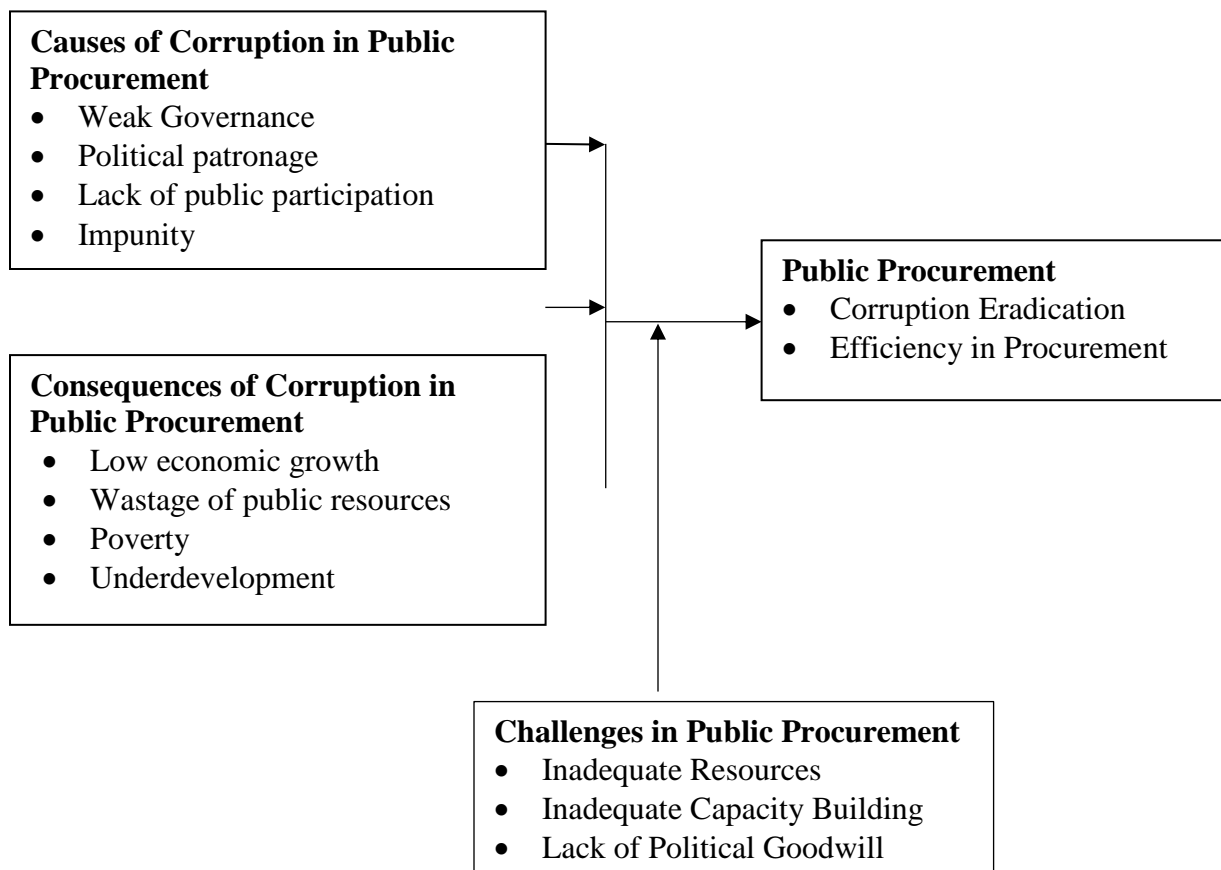 Causes of Corruption in Public
Procurement
• Weak Governance
• Political patronage
• Lack of public participation
• Impunity
Public Procurement
• Corruption Eradication
• Efficiency in Procurement
Consequences of Corruption in
Public Procurement
• Low economic growth
• Wastage of public resources
• Poverty
• Underdevelopment
Challenges in Public Procurement
• Inadequate Resources
• Inadequate Capacity Building
• Lack of Political Goodwill